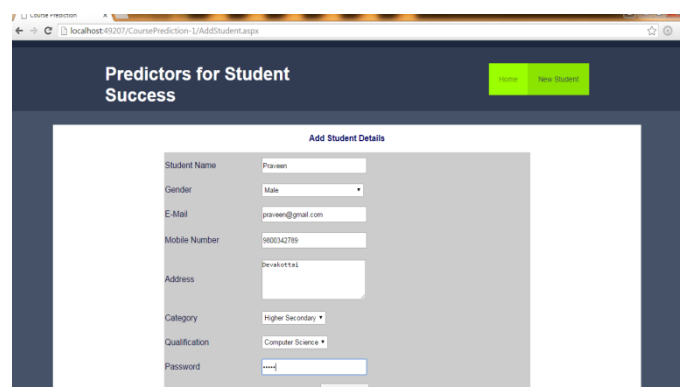 Course Prediction
localhost:49207/CoursePrediction-1/AddStudent.aspx
Predictors for Student
Success
Home
New Student
Add Student Details
Student Name Praveen
Gender Male
E-Mail praveen@gmail.com
Mobile Number 9800342789
Address Devakottai
Category Higher Secondary
Qualification Computer Science
Password •••••